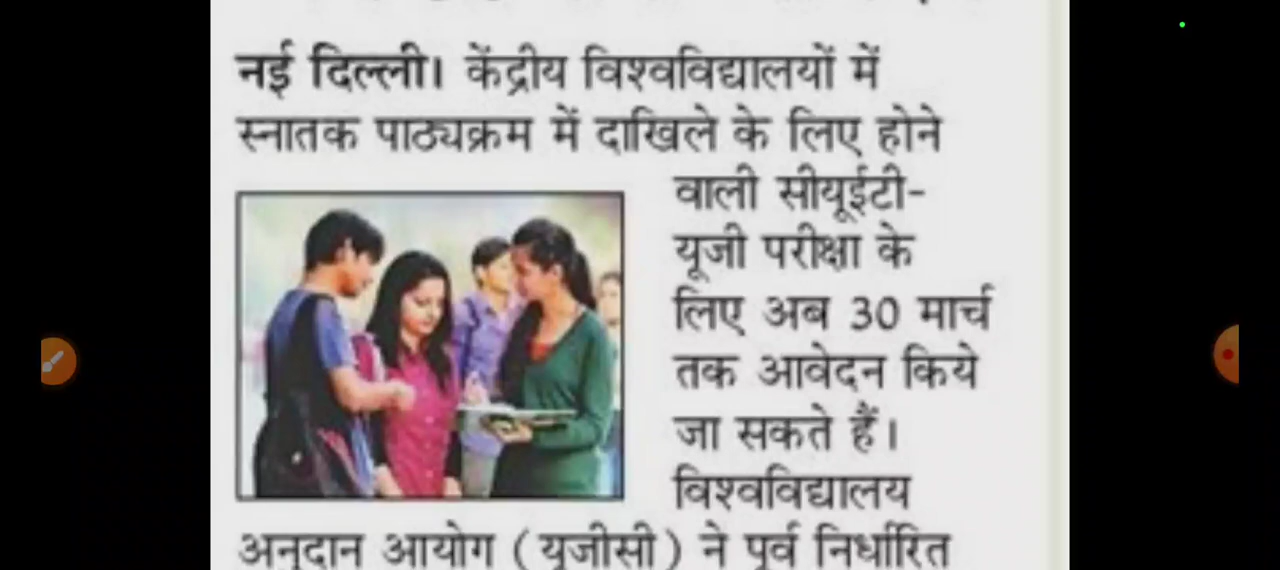 नई दिल्ली। केंद्रीय विश्वविद्यालयों में
स्नातक पाठ्यक्रम में दाखिले के लिए होने
वाली सीयूईटी-
यूजी परीक्षा के
लिए अब 30 मार्च
तक आवेदन किये
जा सकते हैं।
विश्वविद्यालय
अनुदान आयोग (यूजीसी) ने पूर्व निर्धारित